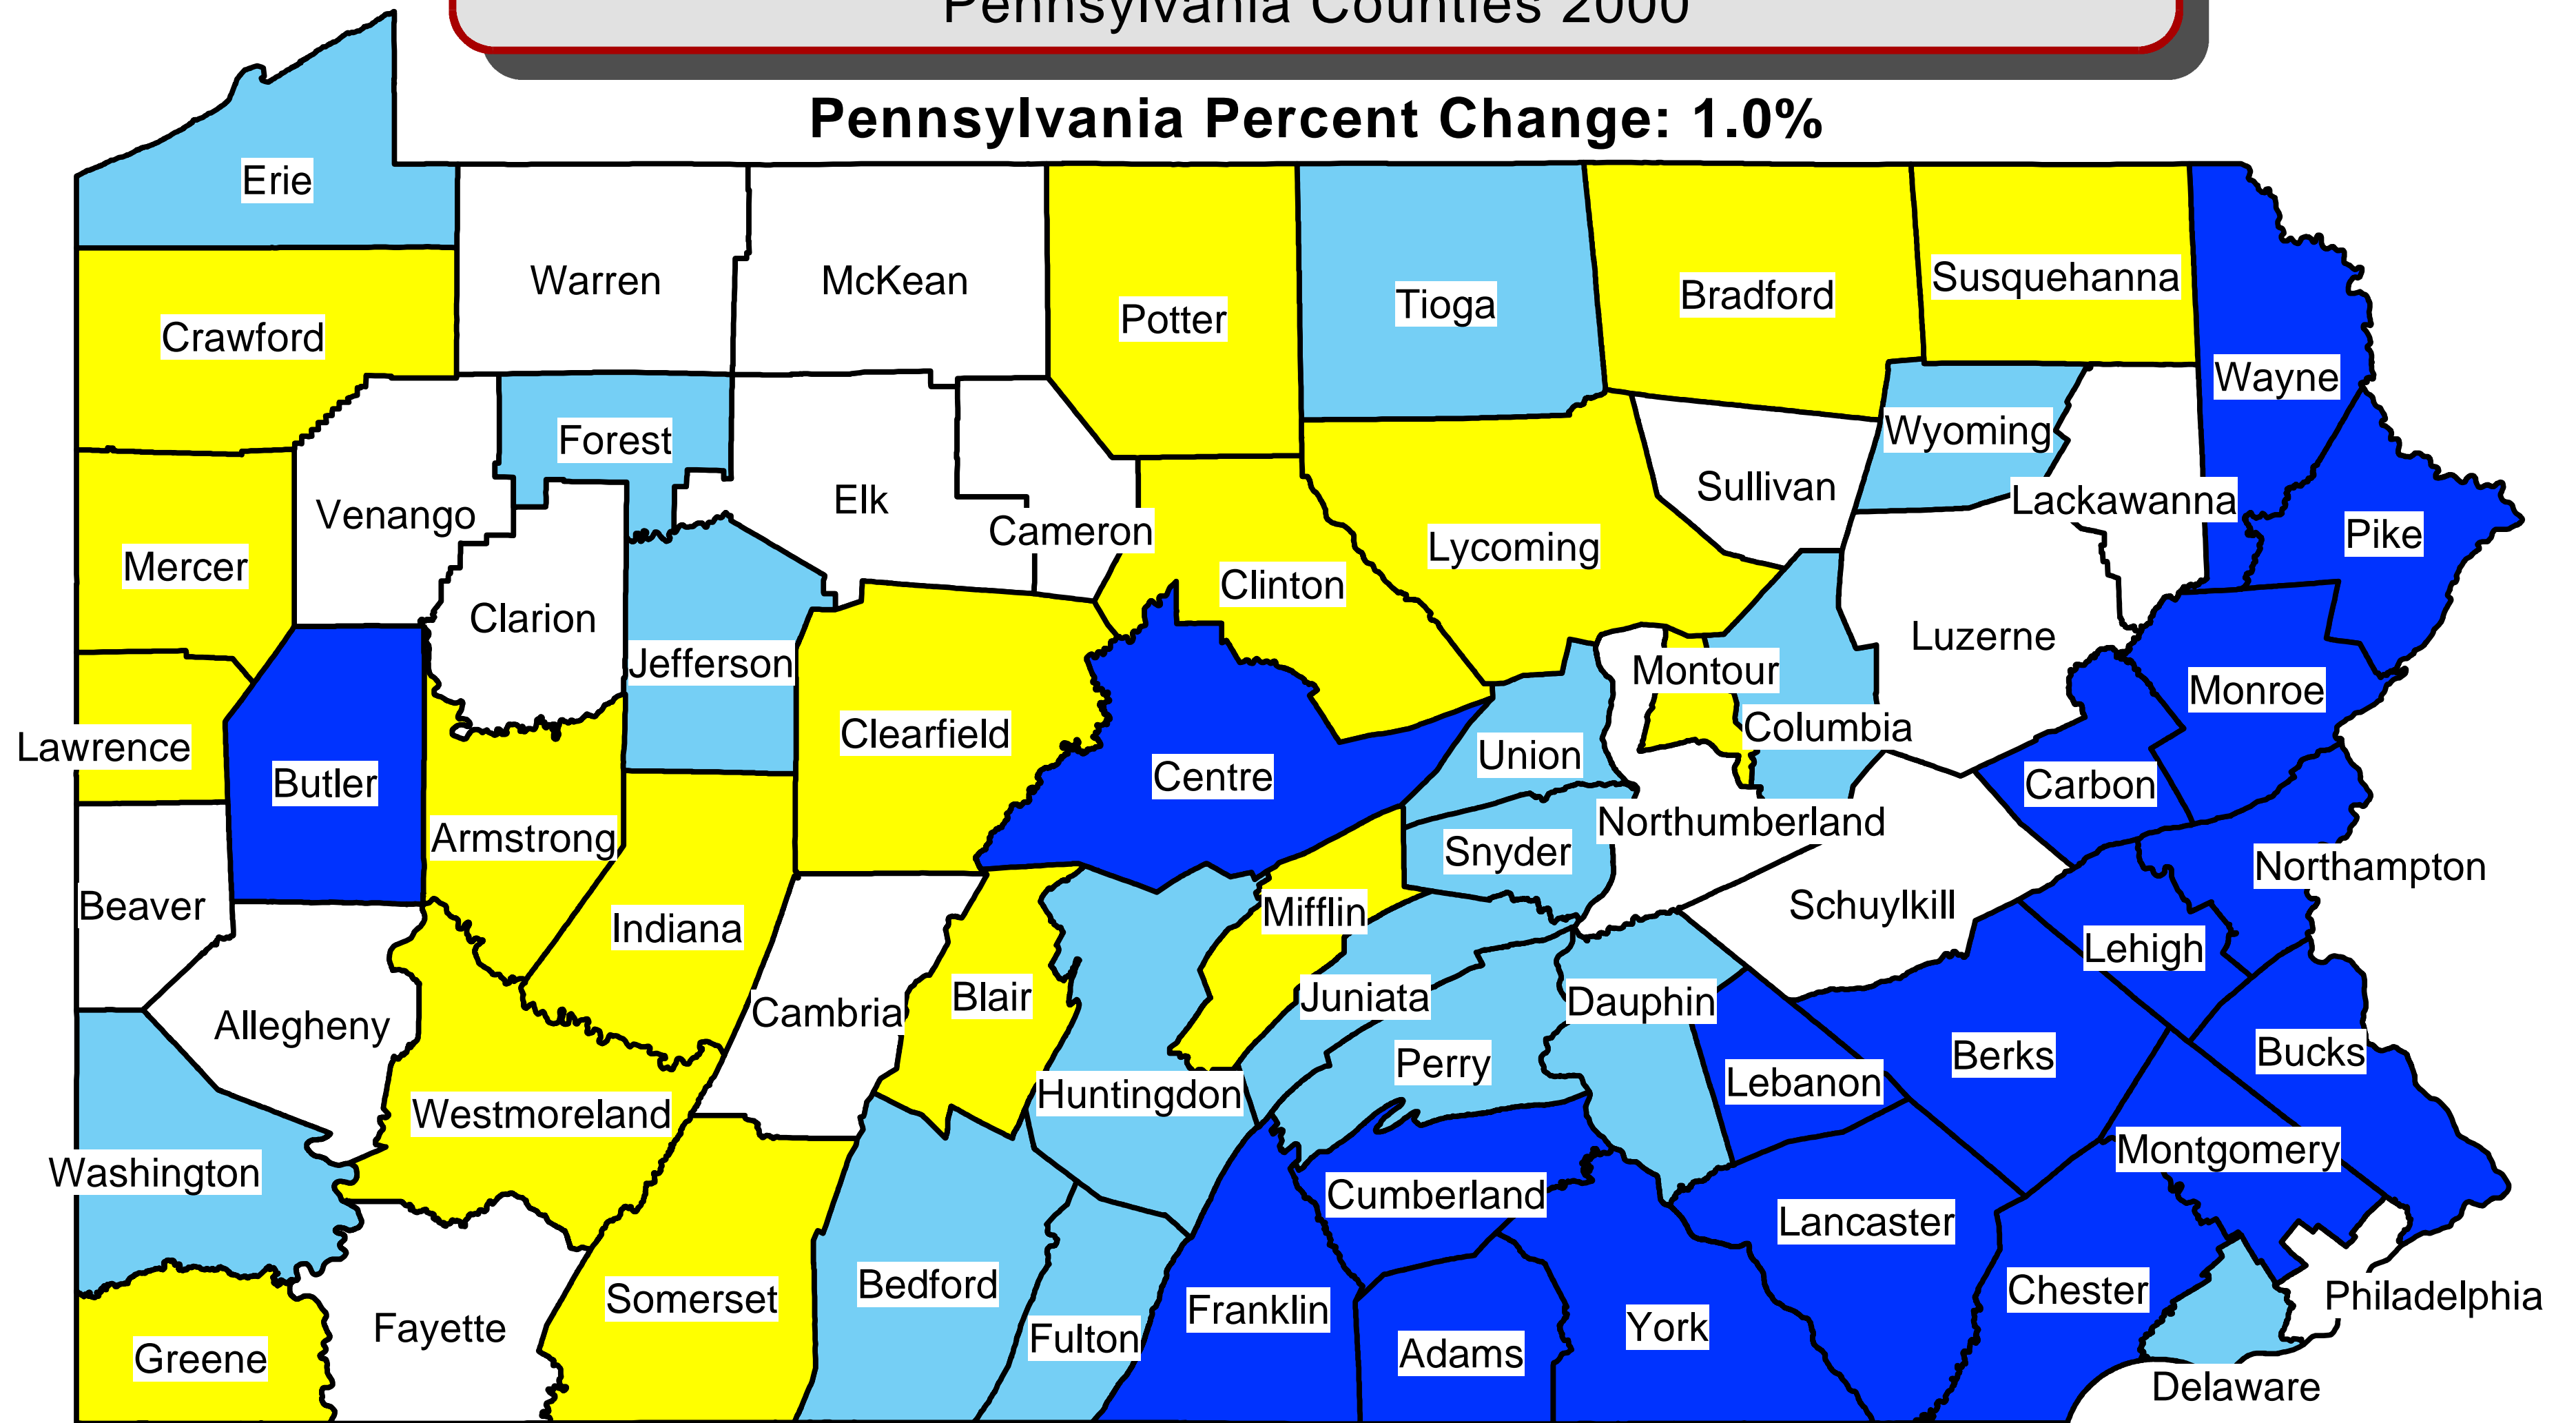 Pennsylvania Counties 2000
Pennsylvania Percent Change: 1.0%
Erie
Warren
McKean
Potter
Tioga
Bradford
Susquehanna
Wayne
Crawford
Forest
Wyoming
Venango
Elk
Cameron
Sullivan
Lackawanna
Pike
Mercer
Clarion
Clinton
Lycoming
Luzerne
Jefferson
Montour
Monroe
Lawrence
Butler
Clearfield
Centre
Union
Columbia
Carbon
Armstrong
Snyder
Northumberland
Northampton
Beaver
Indiana
Mifflin
Schuylkill
Lehigh
Allegheny
Cambria
Blair
Juniata
Dauphin
Berks
Bucks
Westmoreland
Huntingdon
Perry
Lebanon
Montgomery
Washington
Cumberland
Lancaster
Somerset
Bedford
Franklin
Chester
Philadelphia
Greene
Fayette
Fulton
Adams
York
Delaware